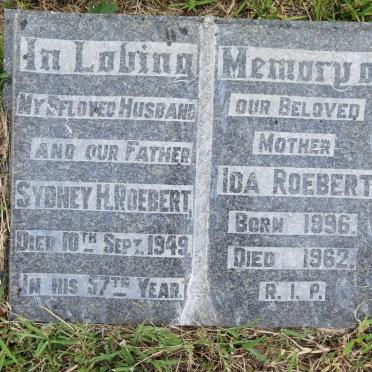 In Loving Memory o
My Beloved Husband
and our Father
Sydney H. Roebert
Died 10th Sept. 1949
In his 57th Year.
our Beloved
Mother
Ida Roebert
Born 1896.
Died 1962.
R.I.P.